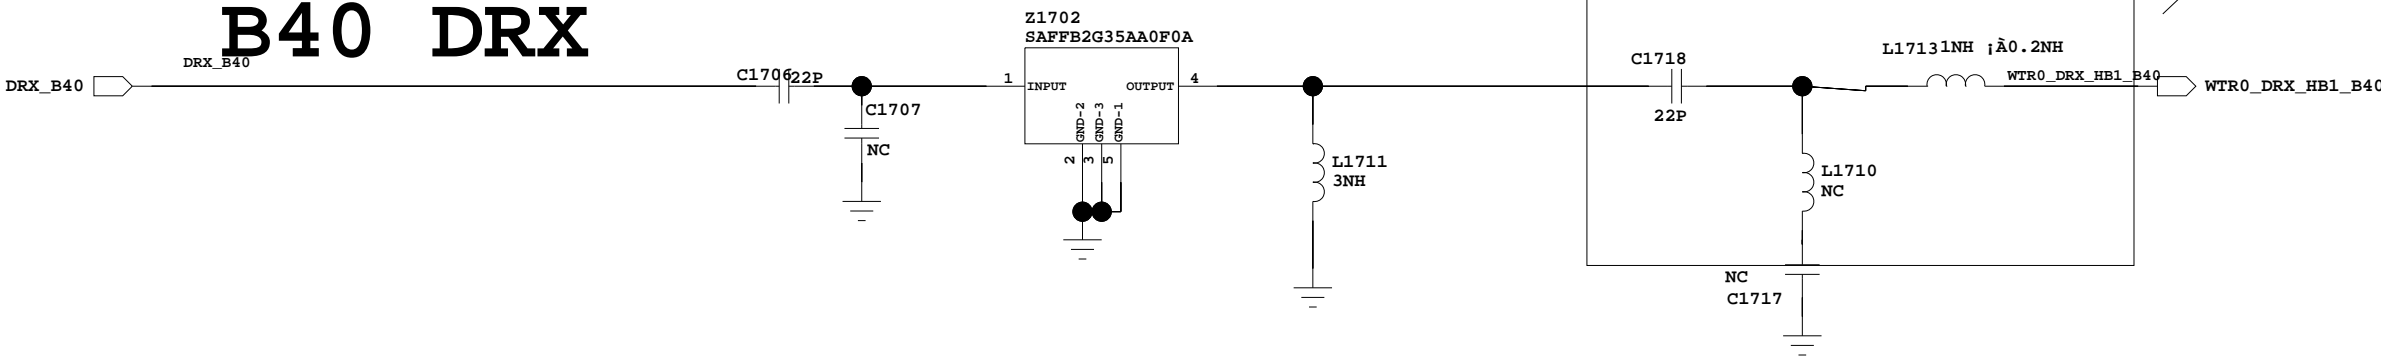 B40 DRX
DRX_B40
DRX_B40
C1706
22P
C1707
NC
Z1702
SAFFB2G35AA0F0A
1
INPUT
OUTPUT
4
GND-2
GND-3
GND-1
2
3
5
L1711
3NH
C1718
22P
L1713
1NH ¡À0.2NH
WTR0_DRX_HB1_B40
WTR0_DRX_HB1_B40
L1710
NC
NC
C1717